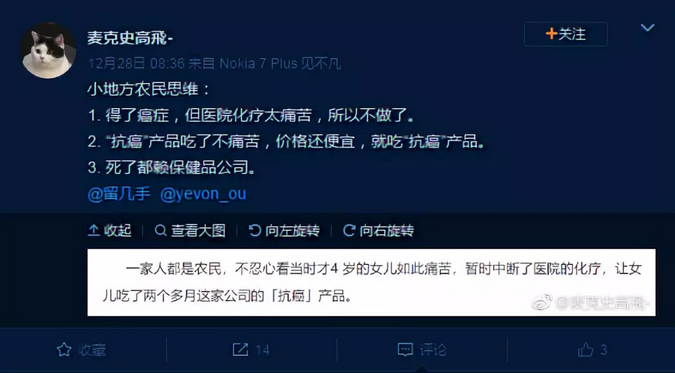 麦克史高飛-
+关注
12月28日 08:36 来自 Nokia 7 Plus 见不凡
小地方农民思维：
1. 得了癌症，但医院化疗太痛苦，所以不做了。
2. “抗癌”产品吃了不痛苦，价格还便宜，就吃“抗癌”产品。
3. 死了都赖保健品公司。
@留几手 @yevon_ou
收起 查看大图 向左旋转 向右旋转
一家人都是农民，不忍心看当时才4 岁的女儿如此痛苦，暂时中断了医院的化疗，让女
儿吃了两个多月这家公司的「抗癌」产品。
@麦克史高飛-
收藏 14 评论 3